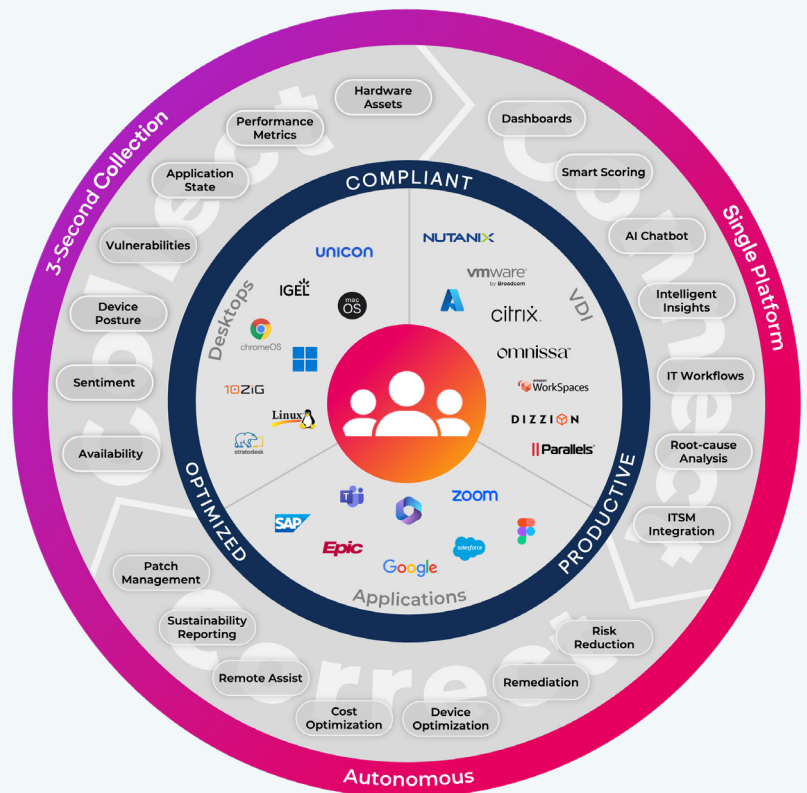 3-Second Collection
Single Platform
Autonomous
Collect
Connect
Correct
COMPLIANT
PRODUCTIVE
OPTIMIZED
Hardware
Assets
Performance
Metrics
Application
State
Vulnerabilities
Device
Posture
Sentiment
Availability
Dashboards
Smart Scoring
AI Chatbot
Intelligent
Insights
IT Workflows
Root-cause
Analysis
ITSM
Integration
Risk
Reduction
Remediation
Device
Optimization
Cost
Optimization
Remote Assist
Sustainability
Reporting
Patch
Management
Desktops
UNICON
IGEL
mac
OS
chromeOS
10ZiG
Linux
stratodesk
VDI
NUTANIX
vmware®
by Broadcom
citrix
omnissa
amazon
WorkSpaces
DIZZION
Parallels®
Applications
T
zoom
SAP
Epic
salesforce
Google